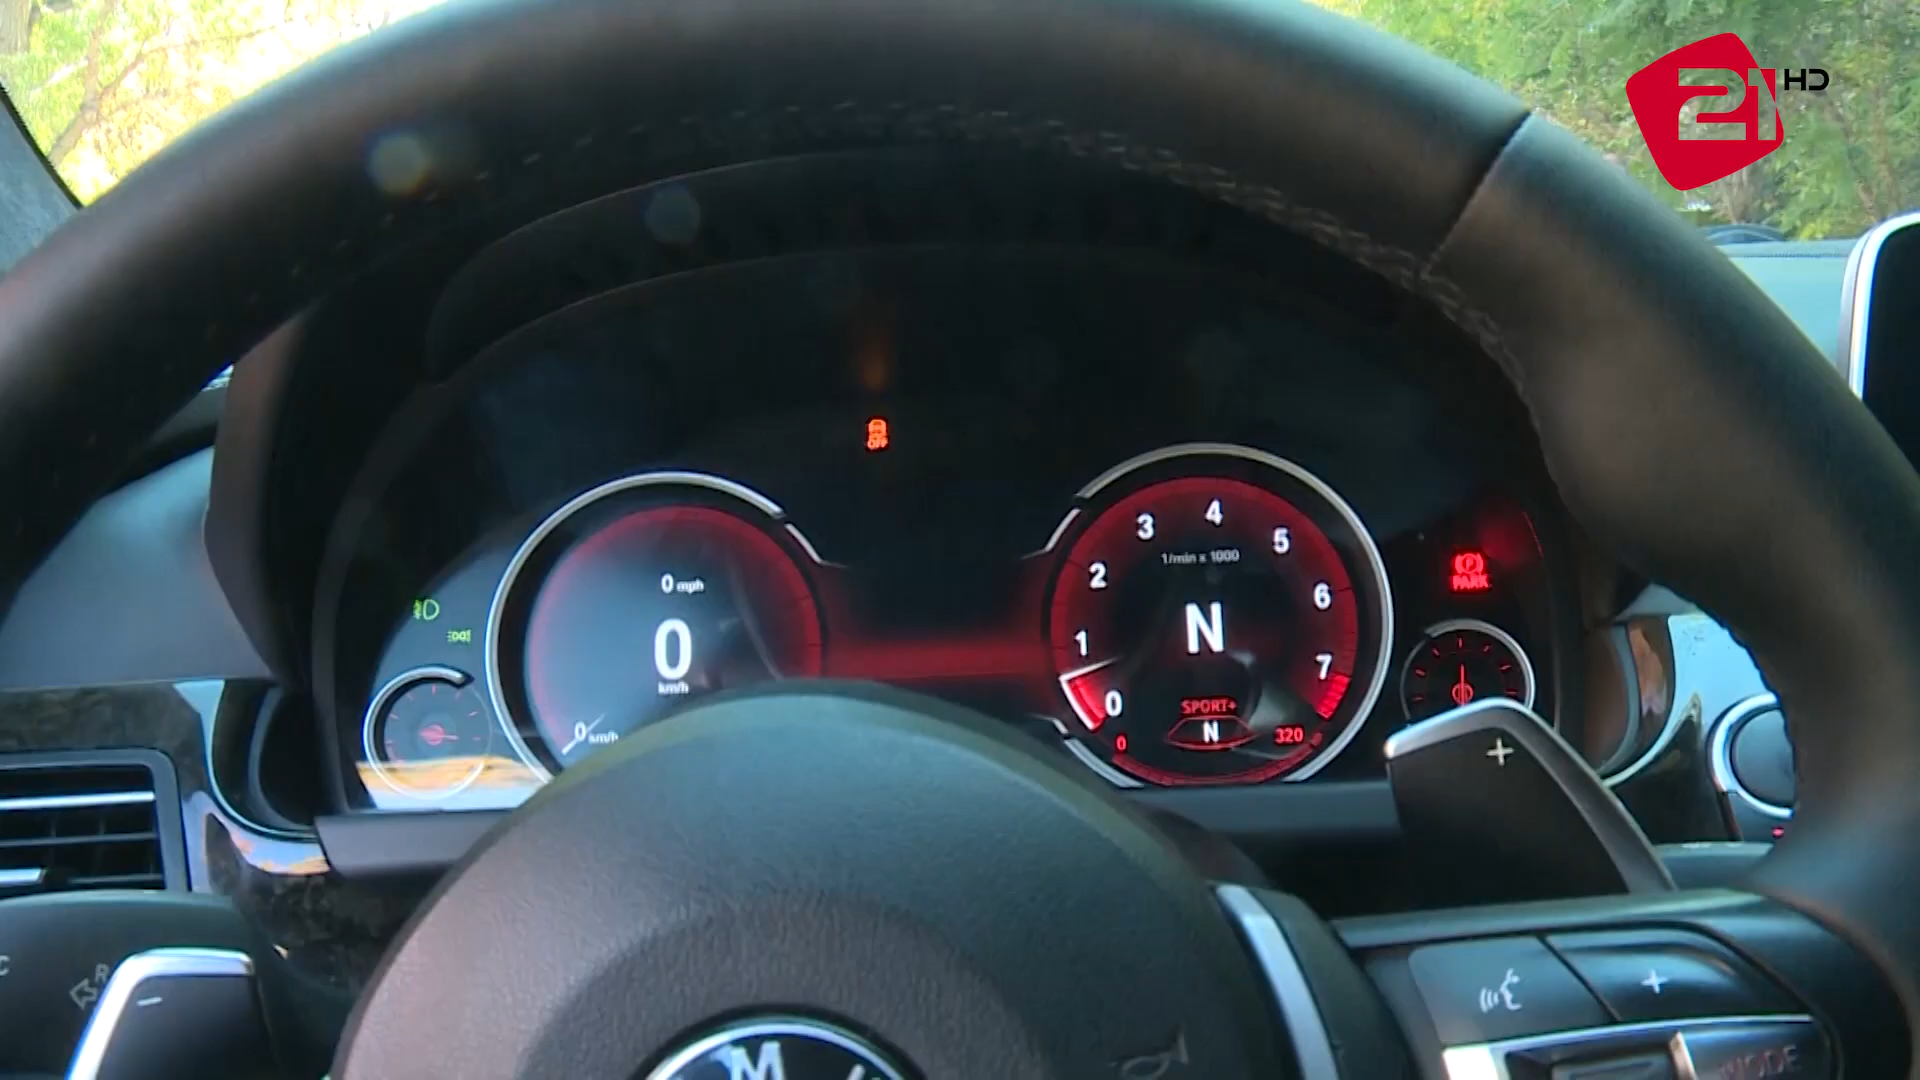 21 HD
OFF
4
3
5
1/min x 1000
2
PARK
0 mph
6
N
0
1
7
km/h
0
SPORT+
0 km/h
N
0
320
+
R
-
+
M
MODE